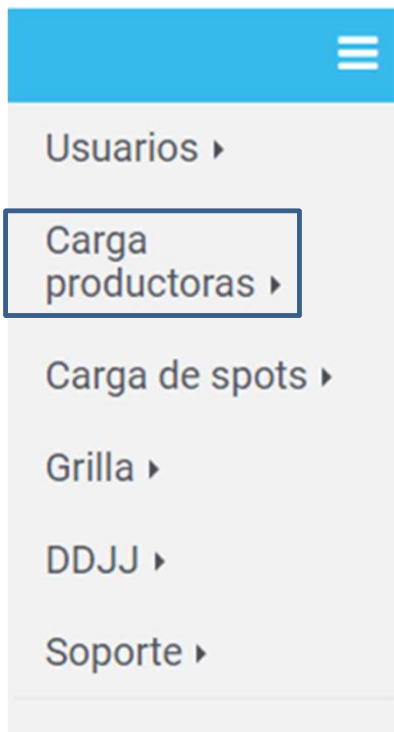 Usuarios
Carga
productoras
Carga de spots
Grilla
DDJJ
Soporte